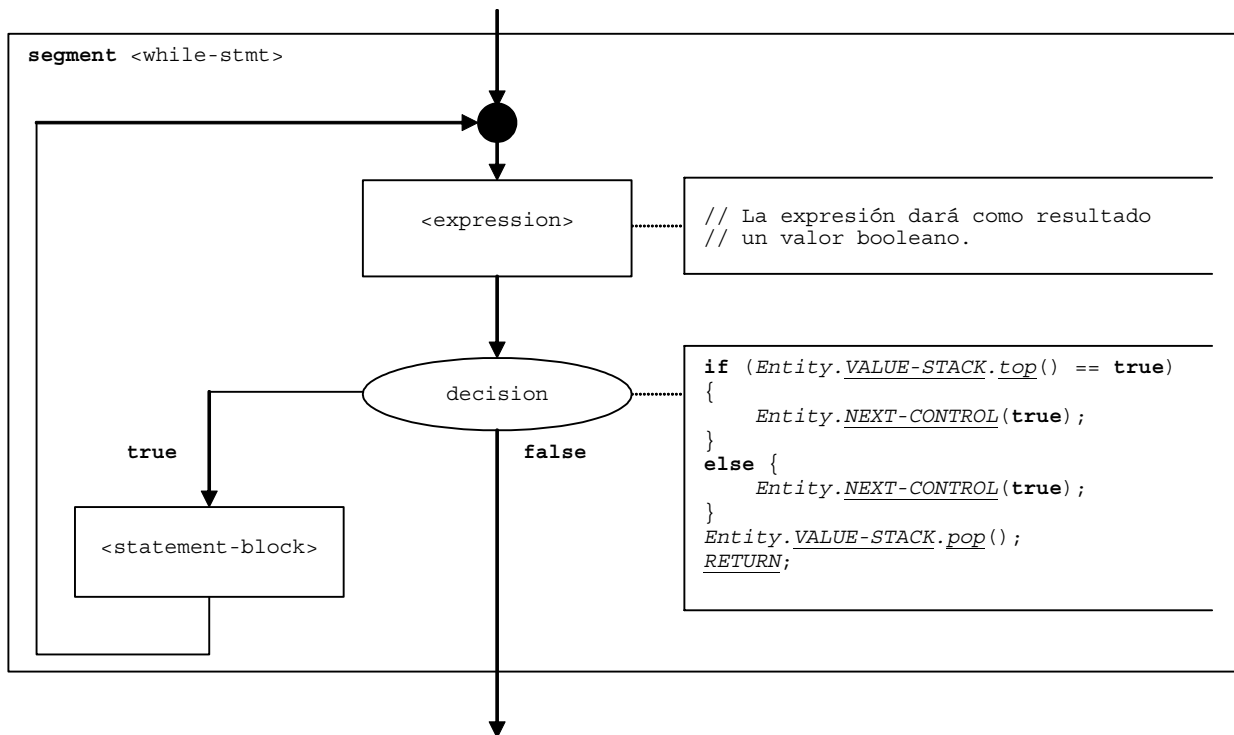 segment <while-stmt>
<expression>
// La expresión dará como resultado
// un valor booleano.
decision
true
false
<statement-block>
if (Entity.VALUE-STACK.top() == true)
{
Entity.NEXT-CONTROL(true);
}
else {
Entity.NEXT-CONTROL(true);
}
Entity.VALUE-STACK.pop();
RETURN;